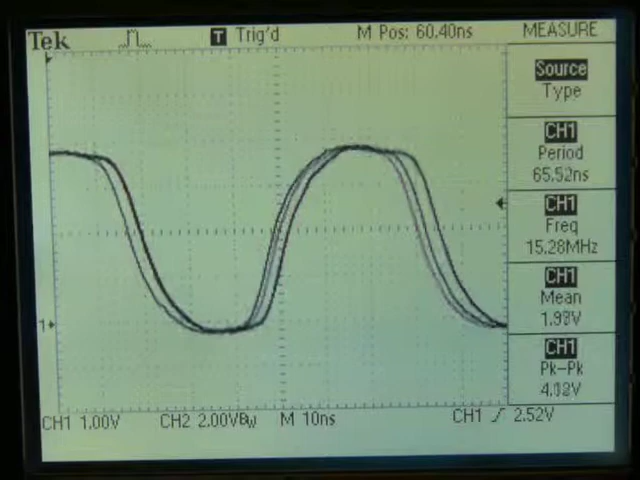 Tek T Trig'd M Pos: 60.40ns MEASURE
Source
Type
CH1
Period
65.52ns
CH1
Freq
15.28MHz
CH1
Mean
CH1
Pk-Pk
1
CH1 1.00V CH2 2.00VBW M 10ns CH1 2.52V